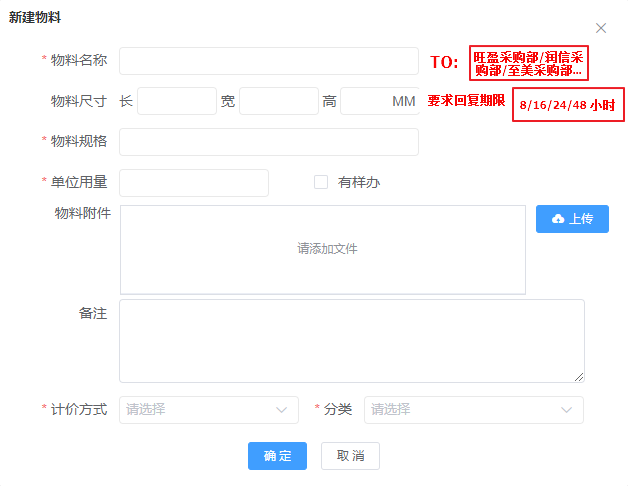 新建物料
* 物料名称
TO: 旺盈采购部/润信采
购部/至美采购部...
物料尺寸 长 宽 高 MM
要求回复期限 8/16/24/48 小时
* 物料规格
* 单位用量 有样办
物料附件 请添加文件 上传
备注
* 计价方式 请选择 * 分类 请选择
确 定 取 消